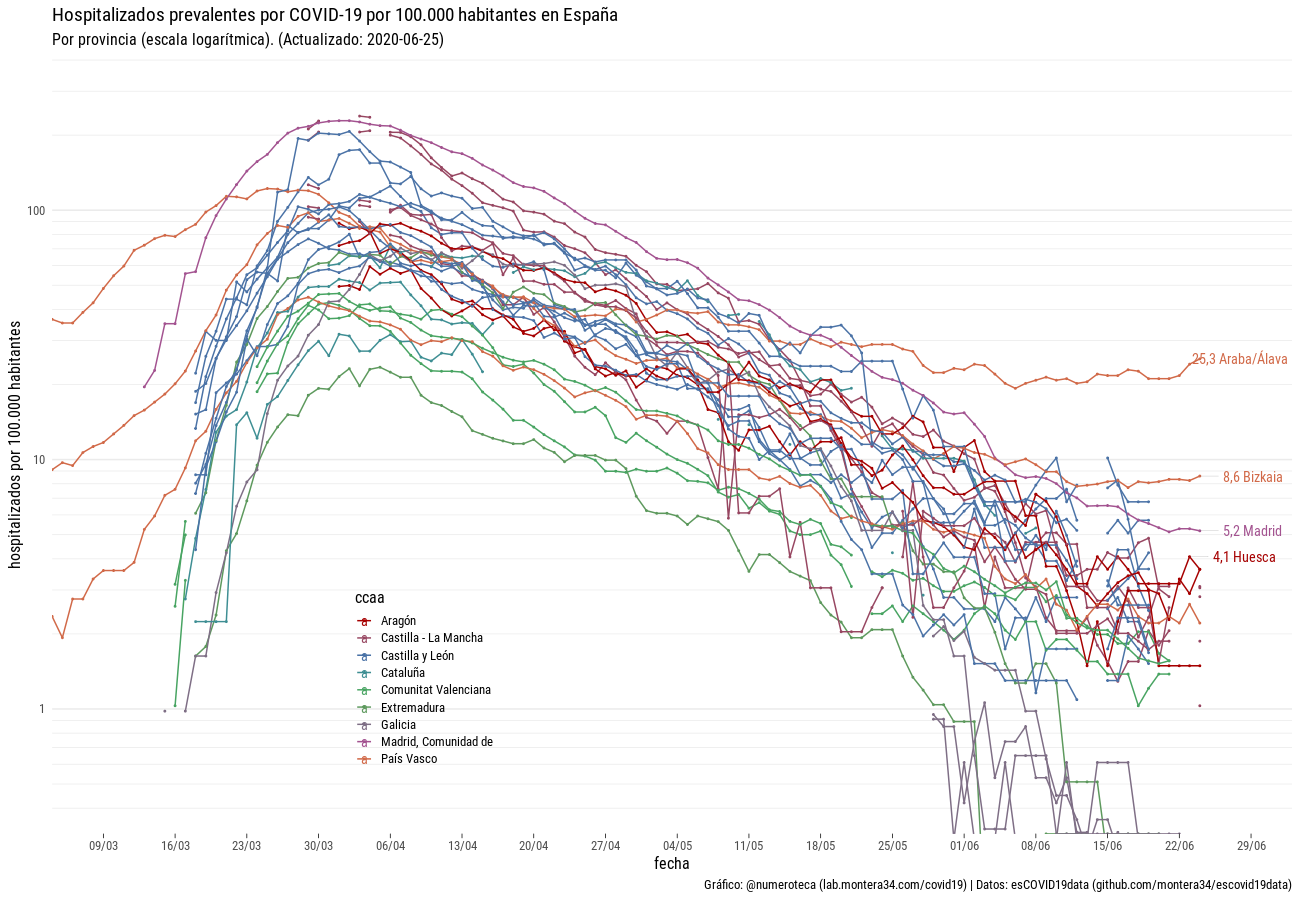 Hospitalizados prevalentes por COVID-19 por 100.000 habitantes en España
Por provincia (escala logarítmica). (Actualizado: 2020-06-25)
hospitalizados por 100.000 habitantes
100
10
1
25,3 Araba/Álava
8,6 Bizkaia
5,2 Madrid
4,1 Huesca
ccaa
Aragón
Castilla - La Mancha
Castilla y León
Cataluña
Comunitat Valenciana
Extremadura
Galicia
Madrid, Comunidad de
País Vasco
09/03 16/03 23/03 30/03 06/04 13/04 20/04 27/04 04/05 11/05 18/05 25/05 01/06 08/06 15/06 22/06 29/06
fecha
Gráfico: @numeroteca (lab.montera34.com/covid19) | Datos: esCOVID19data (github.com/montera34/escovid19data)